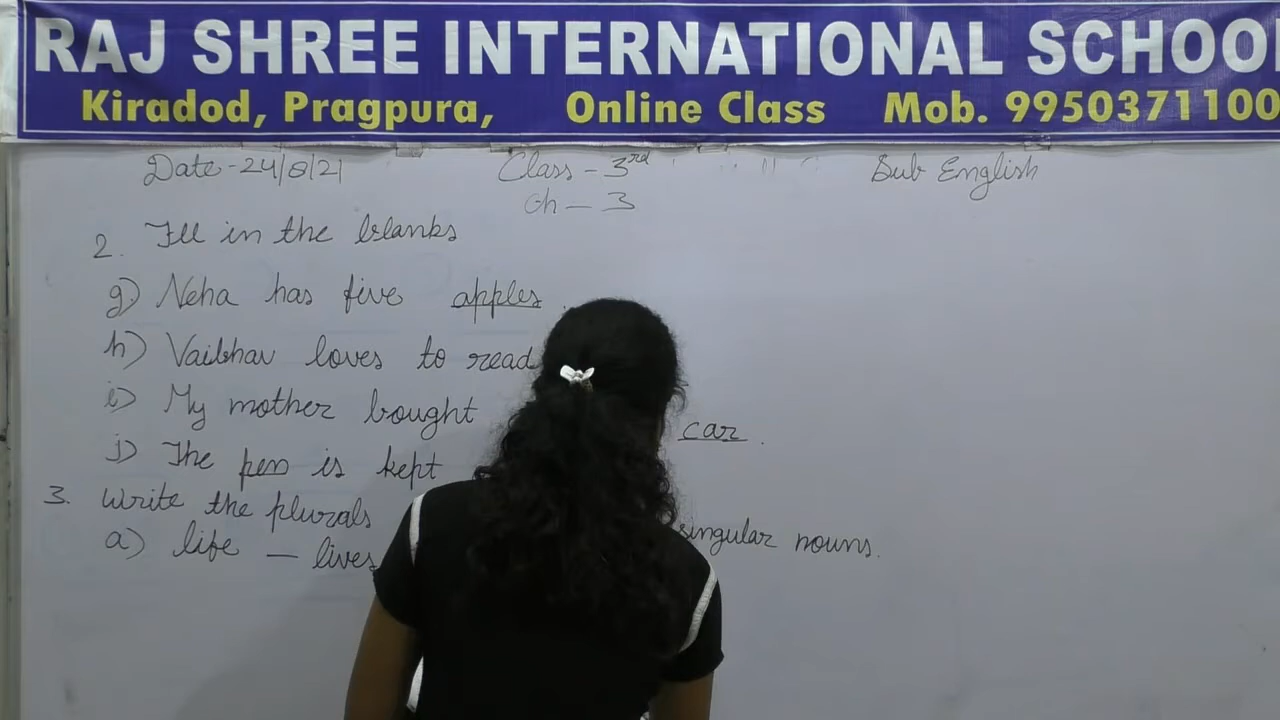 RAJ SHREE INTERNATIONAL SCHOOL
Kiradod, Pragpura, Online Class Mob. 9950371100
Date-24/8/21 Class-3rd Sub English
Ch-3
2. Fill in the blanks
g) Neha has five apples.
h) Vaibhav loves to read
i) My mother bought car.
j) The pen is kept
3. Write the plurals singular nouns.
a) life — lives